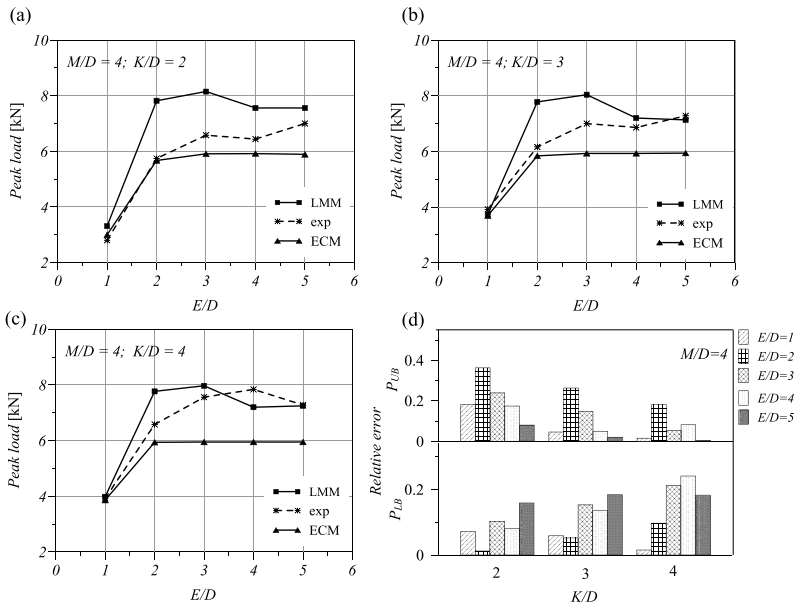 (a)
10
8
6
4
2
0 1 2 3 4 5 6
Peak load [kN]
E/D
M/D = 4; K/D = 2
LMM
exp
ECM
(b)
10
8
6
4
2
0 1 2 3 4 5 6
Peak load [kN]
E/D
M/D = 4; K/D = 3
LMM
exp
ECM
(c)
10
8
6
4
2
0 1 2 3 4 5 6
Peak load [kN]
E/D
M/D = 4; K/D = 4
LMM
exp
ECM
(d)
M/D=4
E/D=1
E/D=2
E/D=3
E/D=4
E/D=5
Relative error
P_UB
0.4
0.2
0
P_LB
0.2
0
2 3 4
K/D